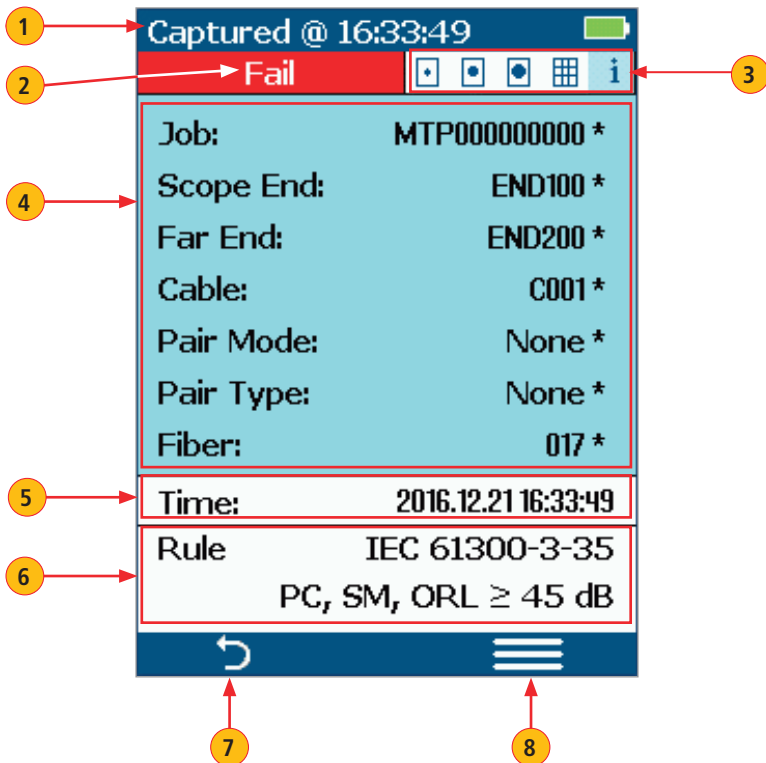 1 Captured @ 16:33:49
2 Fail i 3
4
Job: MTP000000000 *
Scope End: END100 *
Far End: END200 *
Cable: C001 *
Pair Mode: None *
Pair Type: None *
Fiber: 017 *
5 Time: 2016.12.21 16:33:49
6
Rule IEC 61300-3-35
PC, SM, ORL ≥ 45 dB
7 8